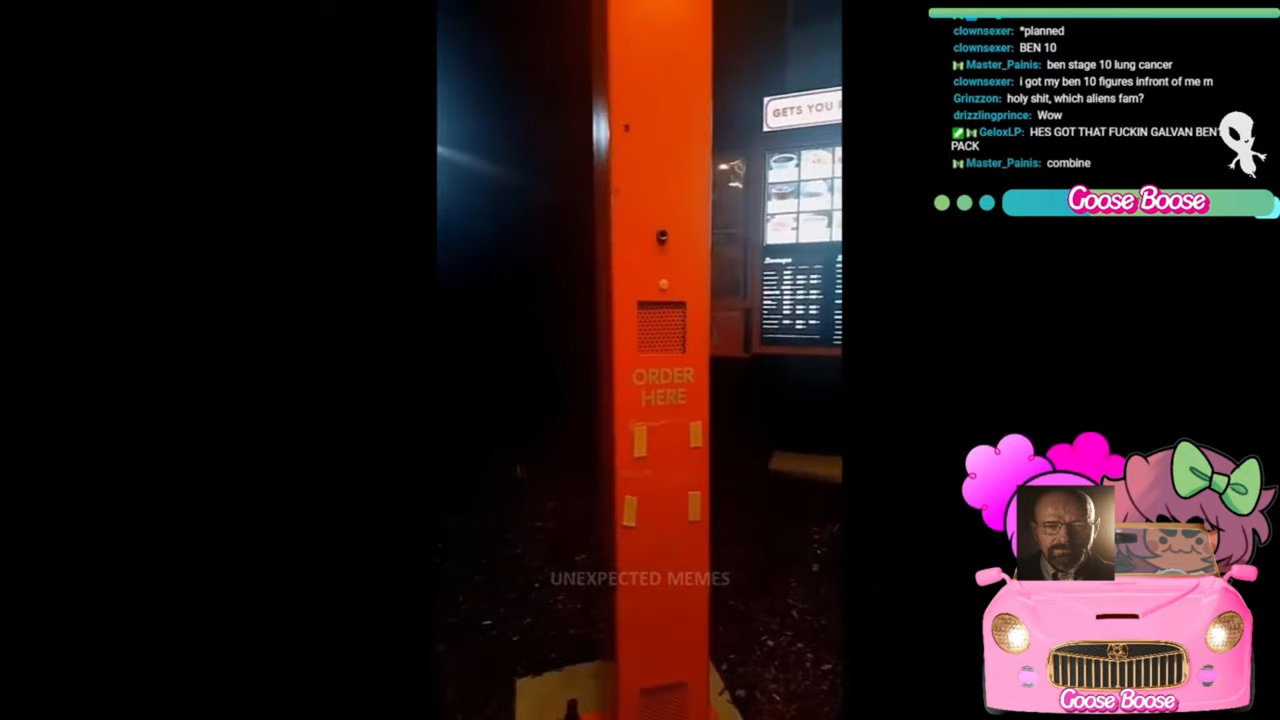 clownsexer: *planned
clownsexer: BEN 10
Master_Painis: ben stage 10 lung cancer
clownsexer: i got my ben 10 figures infront of me rn
Grinzzon: holy shit, which aliens fam?
drizzlingprince: Wow
GeloxLP: HES GOT THAT FUCKIN GALVAN BEN
PACK
Master_Painis: combine
Goose Boose
GETS YOU
ORDER
HERE
UNEXPECTED MEMES
Goose Boose